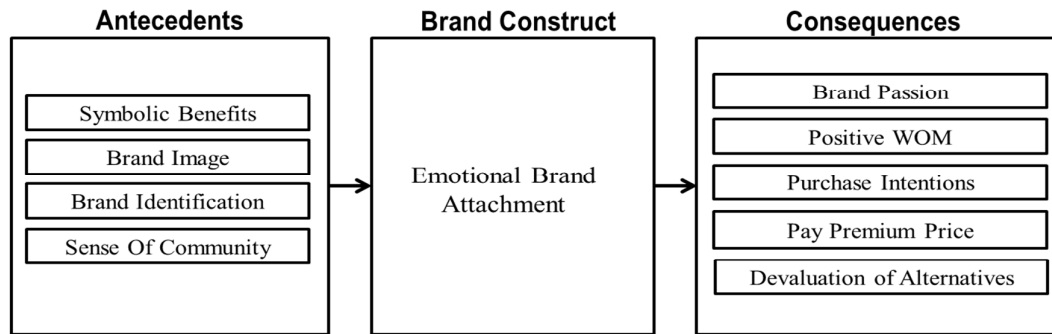 Antecedents
Symbolic Benefits
Brand Image
Brand Identification
Sense Of Community
Brand Construct
Emotional Brand
Attachment
Consequences
Brand Passion
Positive WOM
Purchase Intentions
Pay Premium Price
Devaluation of Alternatives